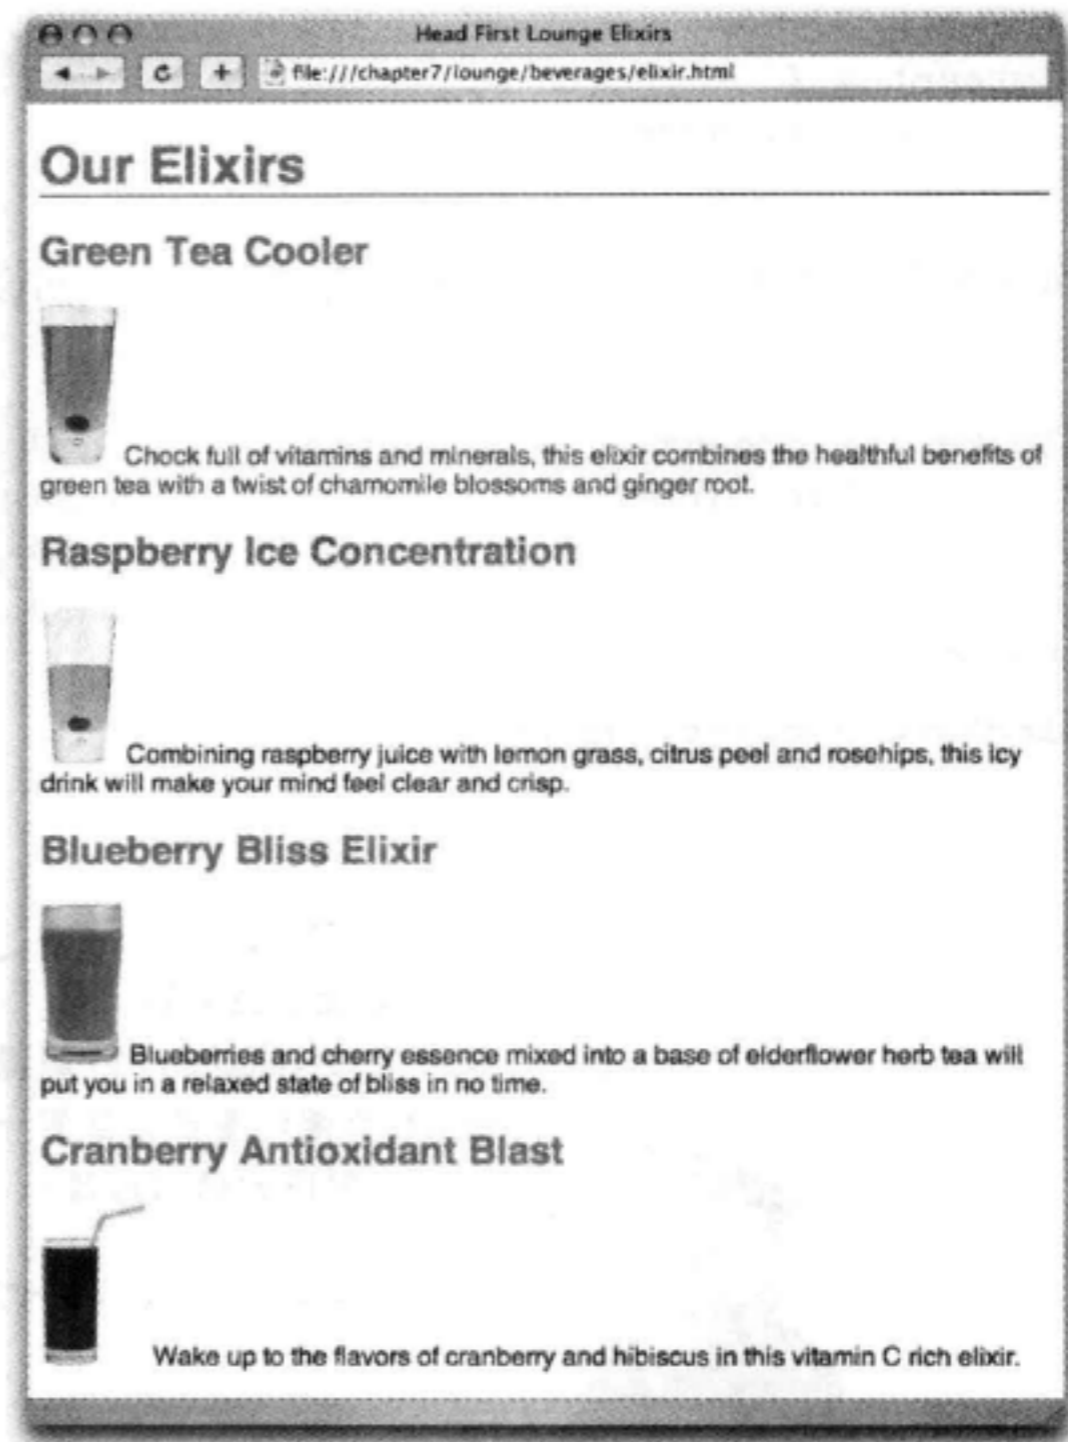 Head First Lounge Elixirs
file:///chapter7/lounge/beverages/elixir.html
Our Elixirs
Green Tea Cooler
Chock full of vitamins and minerals, this elixir combines the healthful benefits of
green tea with a twist of chamomile blossoms and ginger root.
Raspberry Ice Concentration
Combining raspberry juice with lemon grass, citrus peel and rosehips, this icy
drink will make your mind feel clear and crisp.
Blueberry Bliss Elixir
Blueberries and cherry essence mixed into a base of elderflower herb tea will
put you in a relaxed state of bliss in no time.
Cranberry Antioxidant Blast
Wake up to the flavors of cranberry and hibiscus in this vitamin C rich elixir.